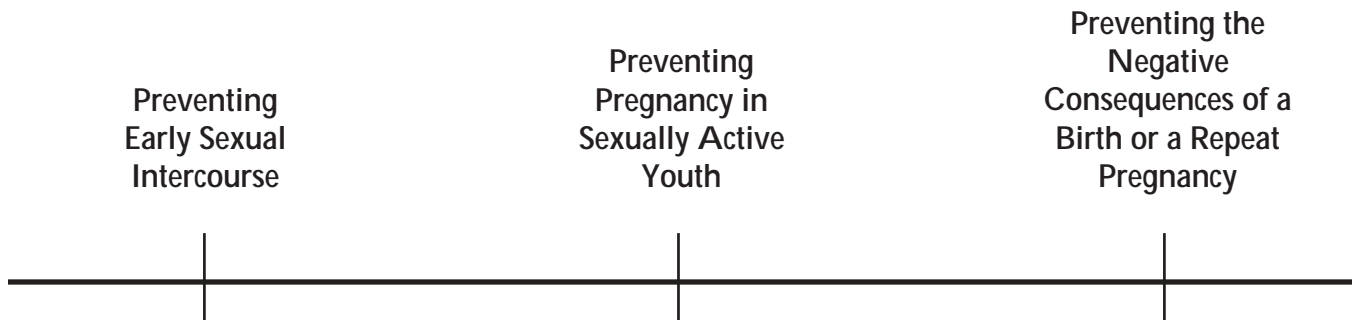 Preventing
Early Sexual
Intercourse
Preventing
Pregnancy in
Sexually Active
Youth
Preventing the
Negative
Consequences of a
Birth or a Repeat
Pregnancy